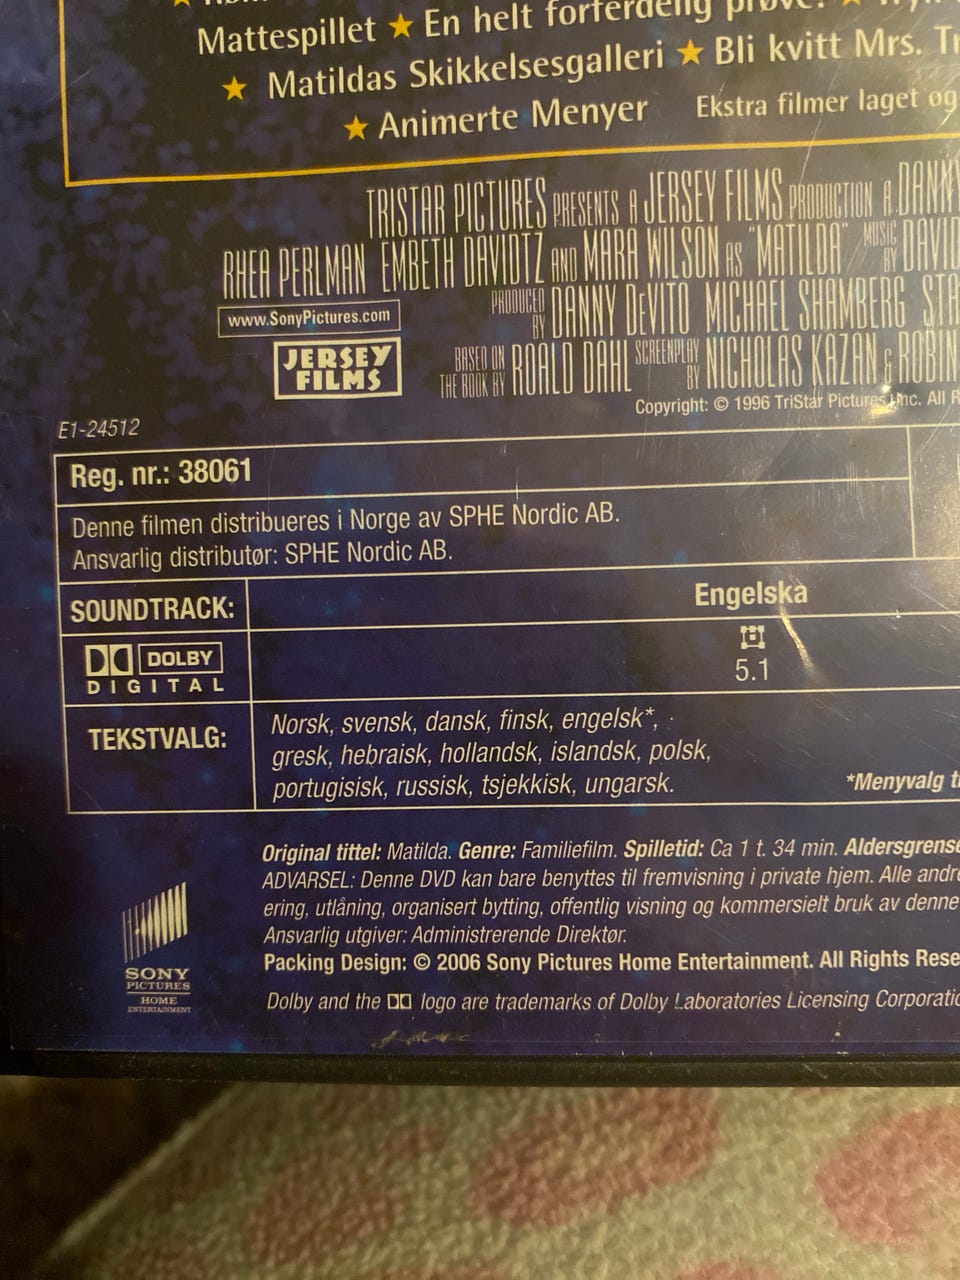 Mattespillet ★ En helt forferdelig prøve!
★ Matildas Skikkelsesgalleri ★ Bli kvitt Mrs.
★ Animerte Menyer Ekstra filmer laget og
TRISTAR PICTURES PRESENTS A JERSEY FILMS PRODUCTION A DANNY
RHEA PERLMAN EMBETH DAVIDTZ AND MARA WILSON AS "MATILDA" MUSIC BY DAVID
PRODUCED BY DANNY DeVITO MICHAEL SHAMBERG
www.SonyPictures.com
JERSEY FILMS
BASED ON THE BOOK BY ROALD DAHL SCREENPLAY BY NICHOLAS KAZAN & ROBIN
Copyright: © 1996 TriStar Pictures, Inc. All
E1-24512
Reg. nr.: 38061
Denne filmen distribueres i Norge av SPHE Nordic AB.
Ansvarlig distributør: SPHE Nordic AB.
SOUNDTRACK: Engelska
DOLBY
DIGITAL
5.1
TEKSTVALG:
Norsk, svensk, dansk, finsk, engelsk*,
gresk, hebraisk, hollandsk, islandsk, polsk,
portugisisk, russisk, tsjekkisk, ungarsk.
*Menyvalg
Original tittel: Matilda. Genre: Familiefilm. Spilletid: Ca 1 t. 34 min. Aldersgrense
ADVARSEL: Denne DVD kan bare benyttes til fremvisning i private hjem. Alle
ering, utlåning, organisert bytting, offentlig visning og kommersielt bruk av denne
Ansvarlig utgiver: Administrerende Direktør.
Packing Design: © 2006 Sony Pictures Home Entertainment. All Rights
Dolby and the logo are trademarks of Dolby Laboratories Licensing
SONY
PICTURES
HOME
ENTERTAINMENT